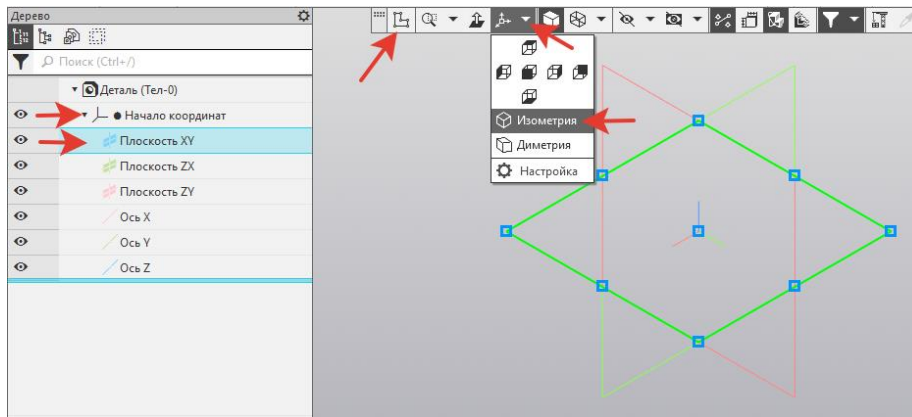 Дерево
Поиск (Ctrl+/)
Деталь (Тел-0)
Начало координат
Плоскость XY
Плоскость ZX
Плоскость ZY
Ось X
Ось Y
Ось Z
Изометрия
Диметрия
Настройка